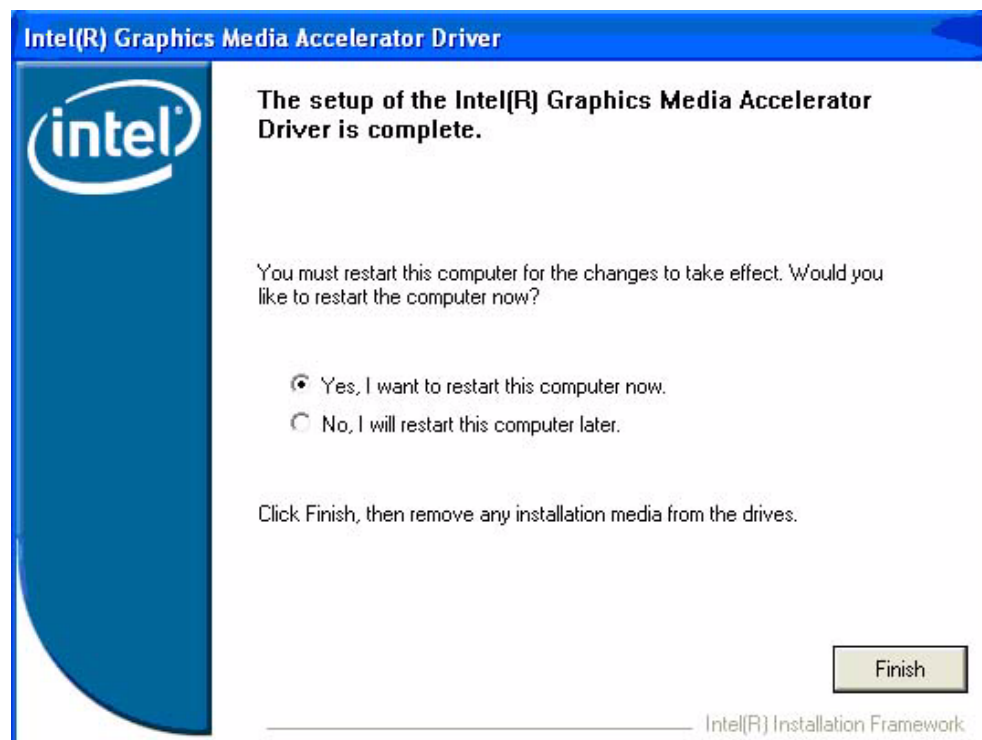 Intel(R) Graphics Media Accelerator Driver
intel
The setup of the Intel(R) Graphics Media Accelerator
Driver is complete.
You must restart this computer for the changes to take effect. Would you
like to restart the computer now?
Yes, I want to restart this computer now.
No, I will restart this computer later.
Click Finish, then remove any installation media from the drives.
Finish
Intel(R) Installation Framework